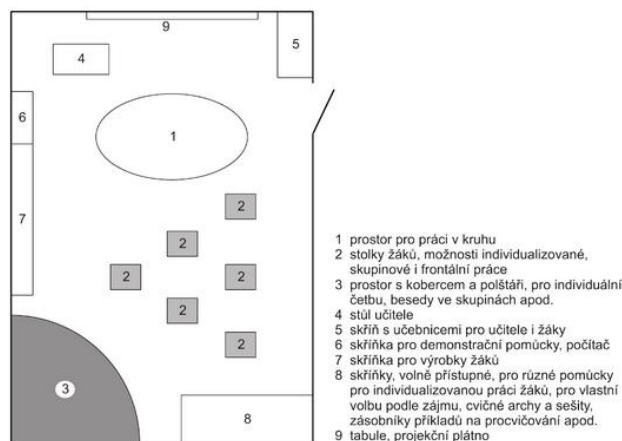 9
4
5
6
1
7
2
2
2
2
2
2
3
8
1 prostor pro práci v kruhu
2 stolky žáků, možnosti individualizované,
skupinové i frontální práce
3 prostor s kobercem a polštáři, pro individuální
četbu, besedy ve skupinách apod.
4 stůl učitele
5 skříň s učebnicemi pro učitele i žáky
6 skříňka pro demonstrační pomůcky, počítač
7 skříňka pro výrobky žáků
8 skříňky, volně přístupné, pro různé pomůcky
pro individualizovanou práci žáků, pro vlastní
volbu podle zájmu, cvičné archy a sešity,
zásobníky příkladů na procvičování apod.
9 tabule, projekční plátno